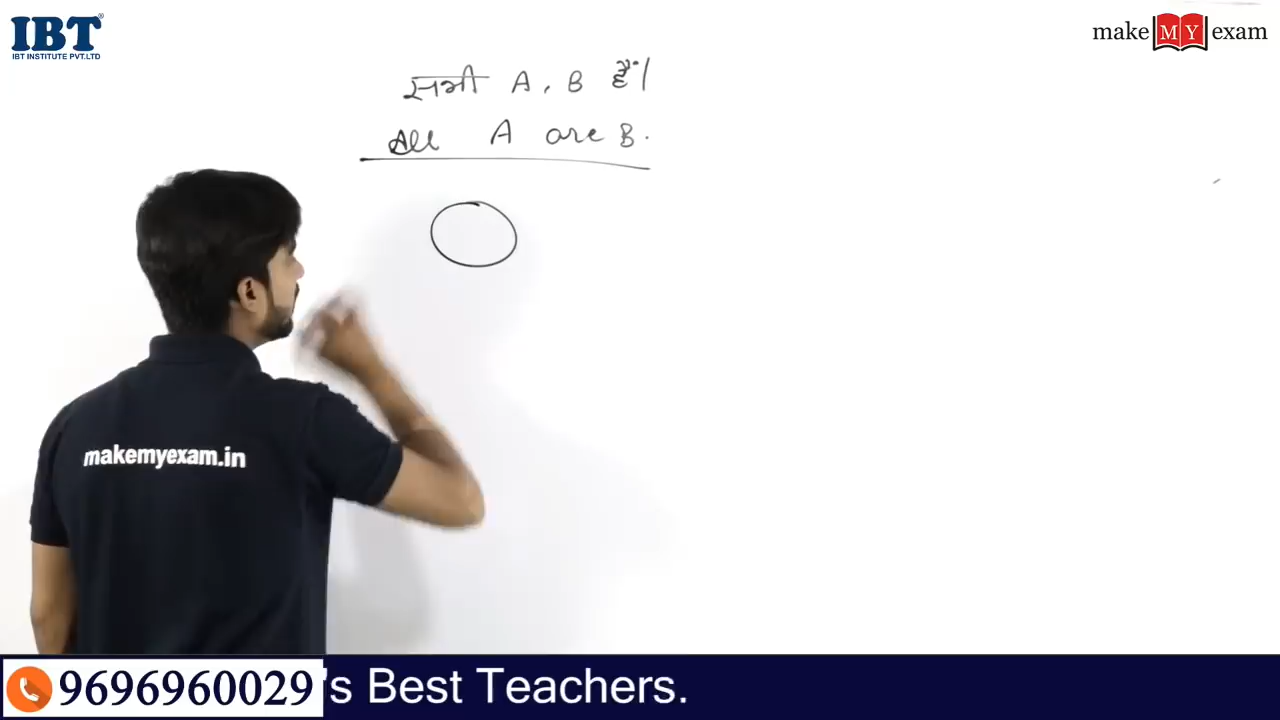 IBT
IBT INSTITUTE PVT.LTD
make MY exam
सभी A, B हैं।
All A are B.
makemyexam.in
9696960029
's Best Teachers.